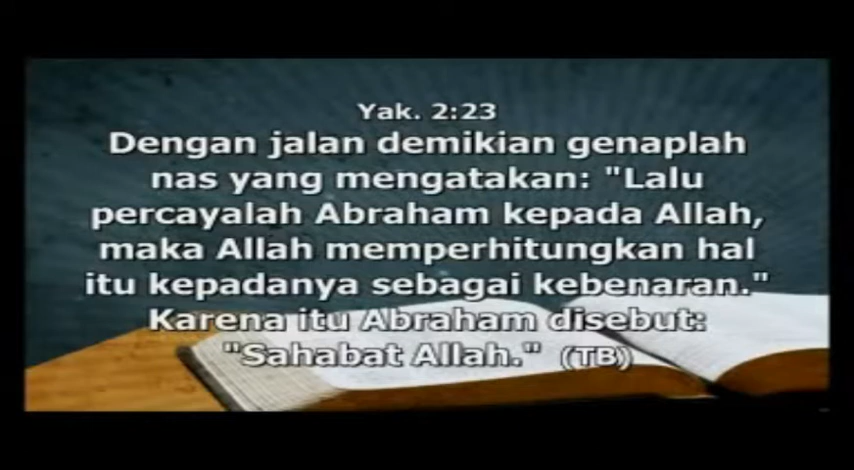 Yak. 2:23
Dengan jalan demikian genaplah
nas yang mengatakan: "Lalu
percayalah Abraham kepada Allah,
maka Allah memperhitungkan hal
itu kepadanya sebagai kebenaran."
Karena itu Abraham disebut:
"Sahabat Allah." (TB)